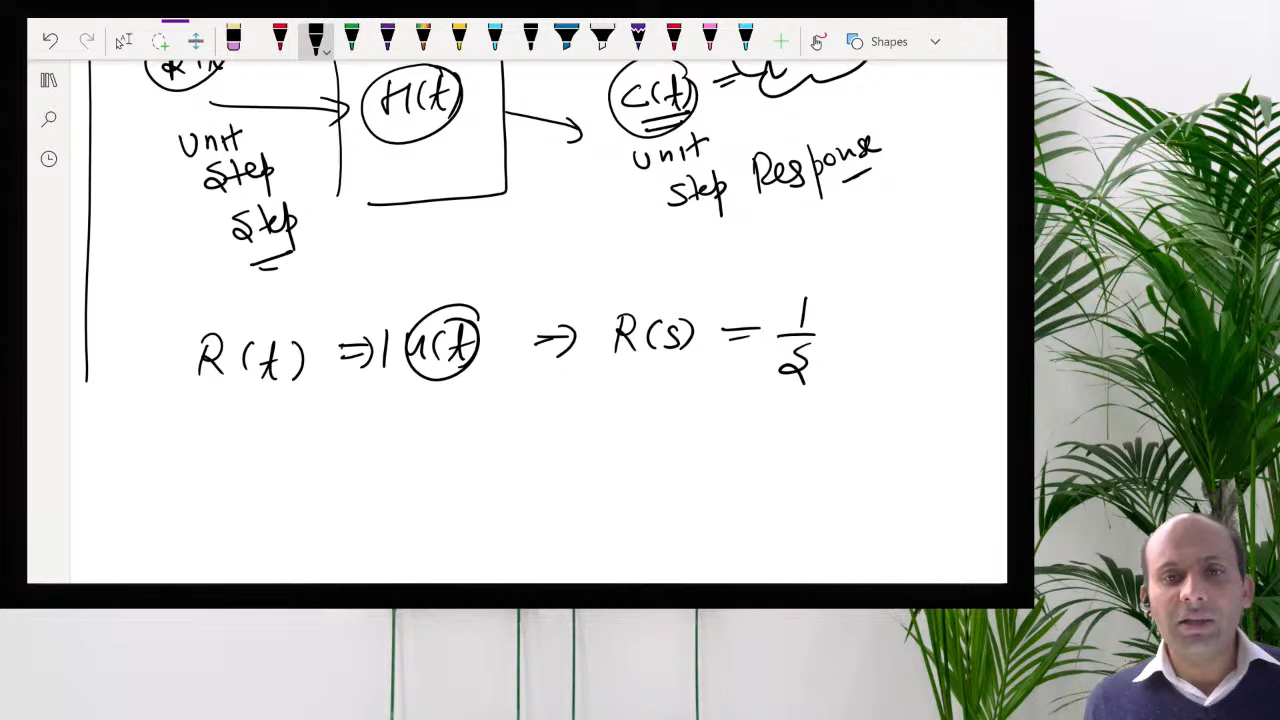 Shapes
H(t)
C(t) =
unit
step
step
unit
step Response
R(t) ⇒ 1 u(t) ⇒ R(s) = 1/s